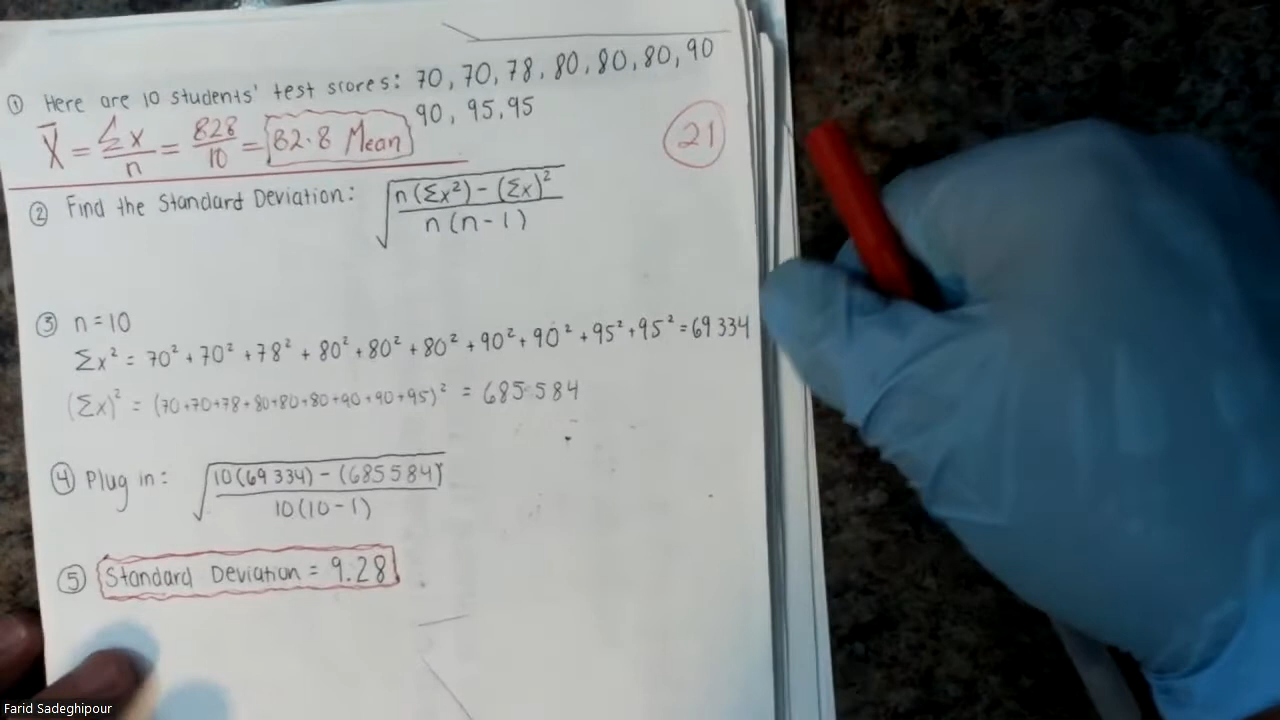 ① Here are 10 students' test scores: 70, 70, 78, 80, 80, 80, 90
90, 95, 95
X̄ = Σx/n = 828/10 = 82.8 Mean
21
② Find the Standard Deviation: √(n(Σx²) - (Σx)² / n(n-1))
③ n = 10
Σx² = 70² + 70² + 78² + 80² + 80² + 80² + 90² + 90² + 95² + 95² = 69334
(Σx)² = (70+70+78+80+80+80+90+90+95)² = 685584
④ Plug in: √(10(69334) - (685584) / 10(10-1))
⑤ Standard Deviation = 9.28
Farid Sadeghipour